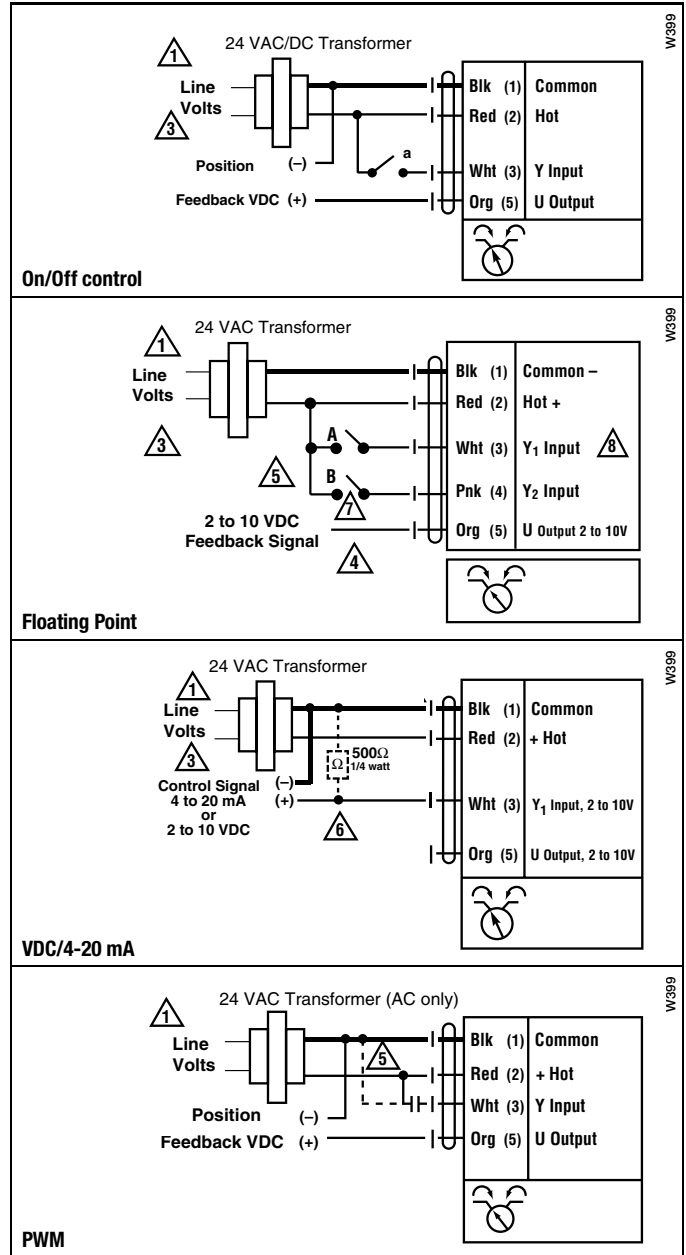 W399
1
24 VAC/DC Transformer
Line
Volts
3
Blk (1) Common
Red (2) Hot
a
Position (–)
Wht (3) Y Input
Feedback VDC (+)
Org (5) U Output
On/Off control
W399
1
24 VAC Transformer
Line
Volts
3
Blk (1) Common –
Red (2) Hot +
A
Wht (3) Y1 Input 8
5
B
7
Pnk (4) Y2 Input
2 to 10 VDC
Feedback Signal
4
Org (5) U Output 2 to 10V
Floating Point
W399
24 VAC Transformer
1
Line
Volts
3
Blk (1) Common
Red (2) + Hot
Ω 500Ω
1/4 watt
Control Signal (–)
4 to 20 mA (+)
or
2 to 10 VDC
6
Wht (3) Y1 Input, 2 to 10V
Org (5) U Output, 2 to 10V
VDC/4-20 mA
W399
24 VAC Transformer (AC only)
1
Line
Volts
5
Blk (1) Common
Red (2) + Hot
Wht (3) Y Input
Position (–)
Feedback VDC (+)
Org (5) U Output
PWM